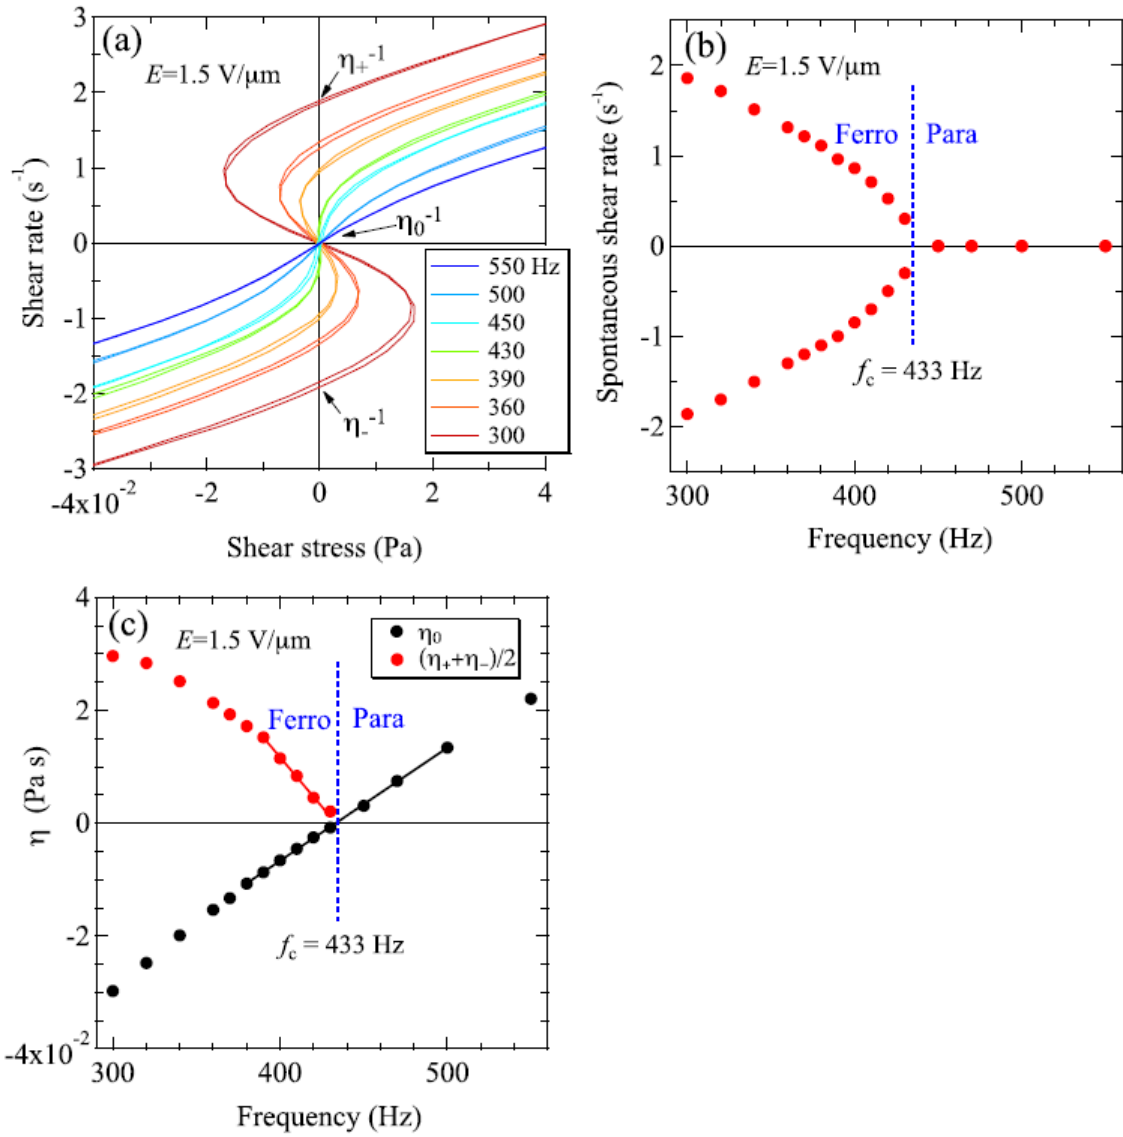 (a)
E=1.5 V/μm
η+-1
η0-1
η--1
550 Hz
500
450
430
390
360
300
3
2
1
0
-1
-2
-3
-4x10-2
-2
0
2
4
Shear rate (s-1)
Shear stress (Pa)
(b)
E=1.5 V/μm
Ferro
Para
fc = 433 Hz
2
1
0
-1
-2
300
400
500
Spontaneous shear rate (s-1)
Frequency (Hz)
(c)
E=1.5 V/μm
η0
(η++η-)/2
Ferro
Para
fc = 433 Hz
4
2
0
-2
-4x10-2
300
400
500
η (Pa s)
Frequency (Hz)